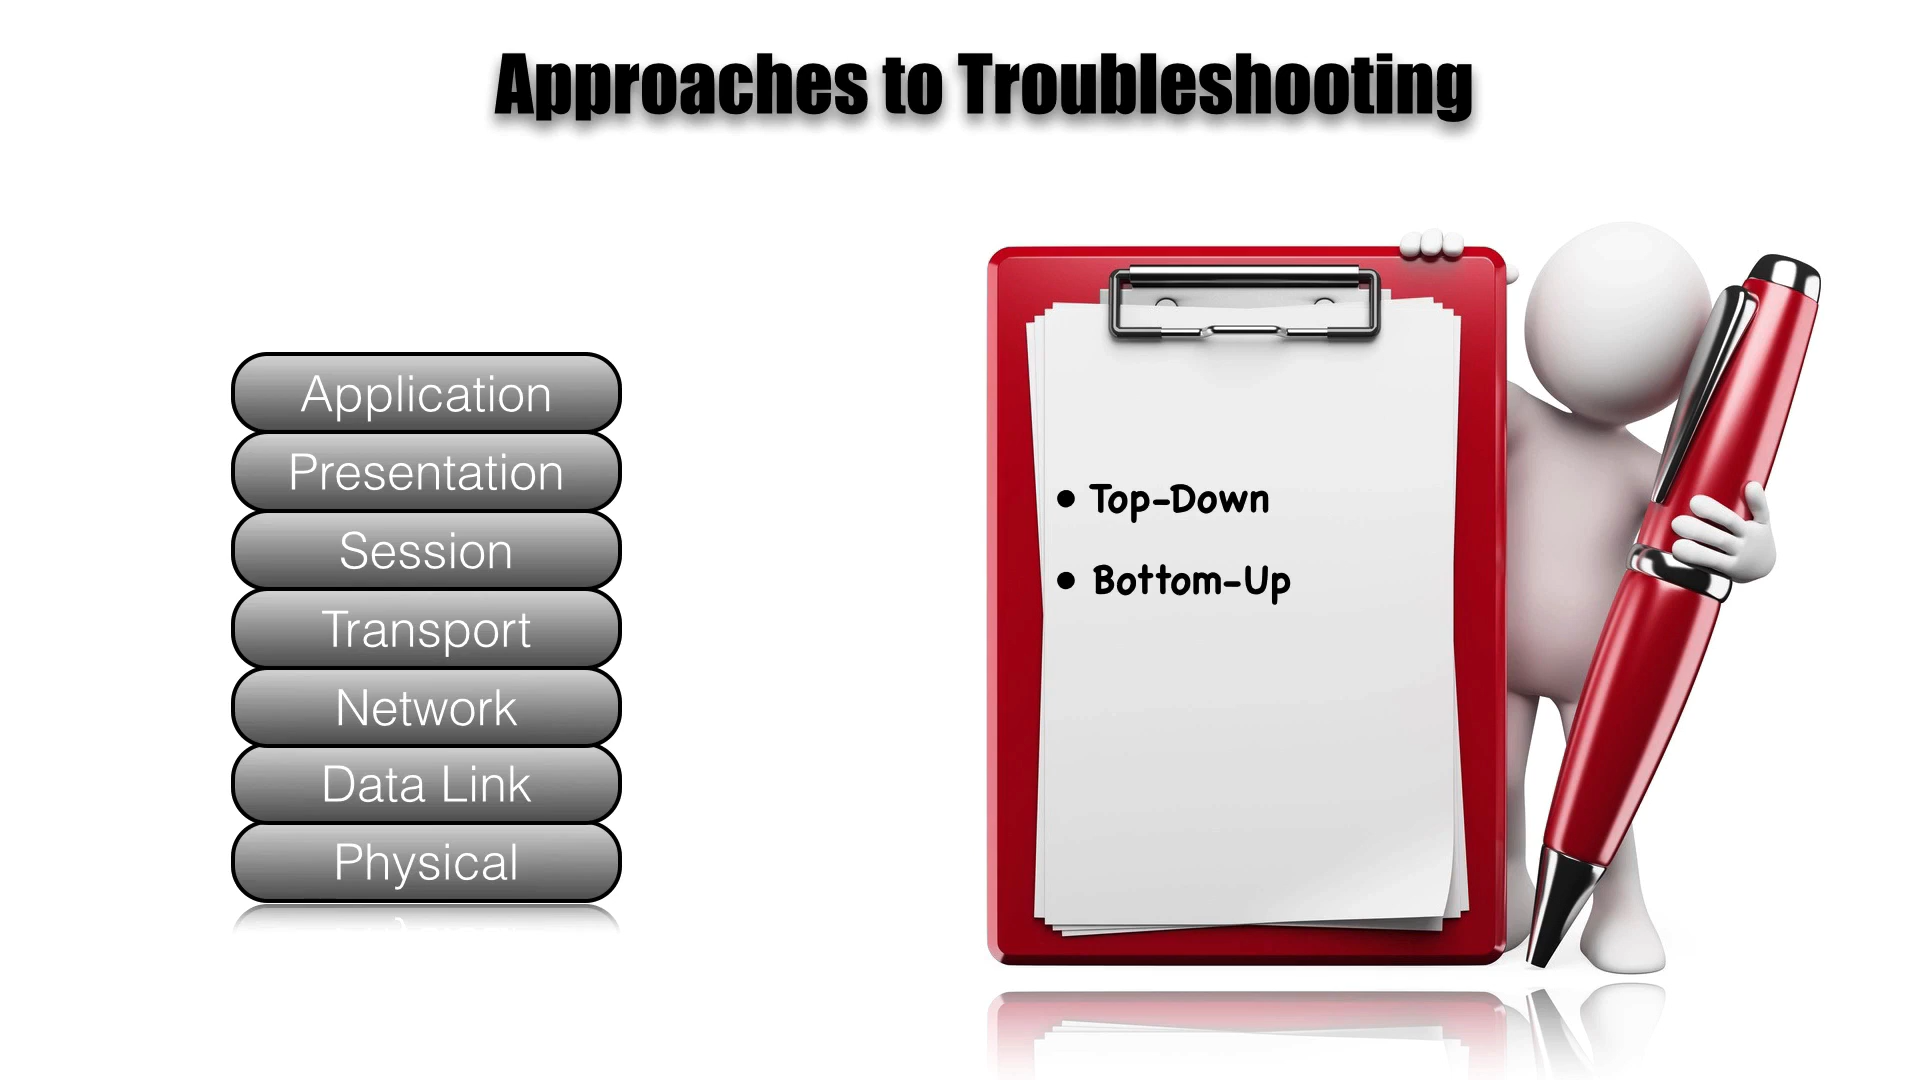 Approaches to Troubleshooting
Application
Presentation
Session
Transport
Network
Data Link
Physical
• Top-Down
• Bottom-Up